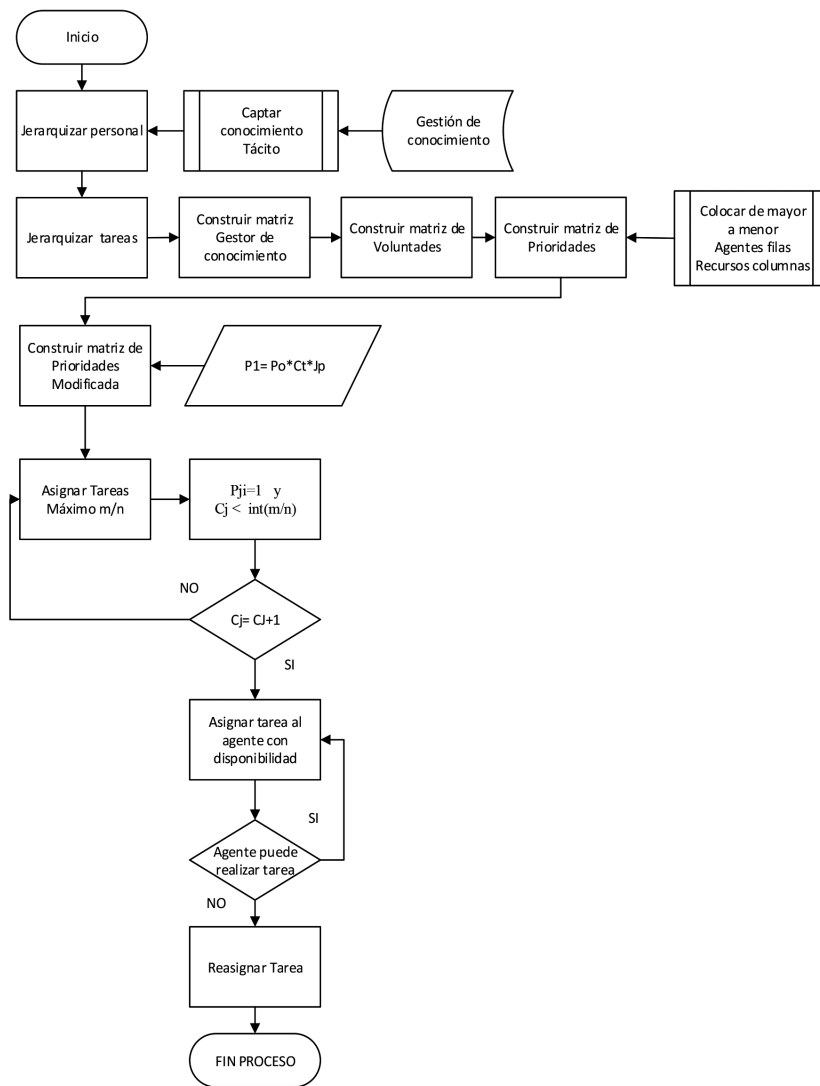 Inicio
Jerarquizar personal
Captar
conocimiento
Tácito
Gestión de
conocimiento
Jerarquizar tareas
Construir matriz
Gestor de
conocimiento
Construir matriz de
Voluntades
Construir matriz de
Prioridades
Colocar de mayor
a menor
Agentes filas
Recursos columnas
Construir matriz de
Prioridades
Modificada
P1= Po*Ct*Jp
Asignar Tareas
Máximo m/n
Pji=1 y
Cj < int(m/n)
NO
Cj= CJ+1
SI
Asignar tarea al
agente con
disponibilidad
SI
Agente puede
realizar tarea
NO
Reasignar Tarea
FIN PROCESO